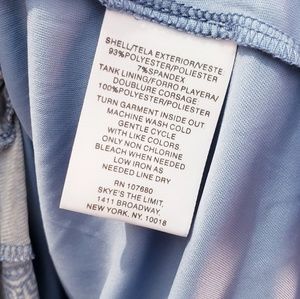 SHELL/TELA EXTERIOR/VESTE
93%POLYESTER/POLIESTER
7%SPANDEX
TANK LINING/FORRO PLAYERA/
DOUBLURE CORSAGE
100%POLYESTER/POLIESTER
TURN GARMENT INSIDE OUT
MACHINE WASH COLD
GENTLE CYCLE
WITH LIKE COLORS
ONLY NON CHLORINE
BLEACH WHEN NEEDED
LOW IRON AS
NEEDED LINE DRY
RN 107680
SKYE'S THE LIMIT,
1411 BROADWAY,
NEW YORK, NY, 10018